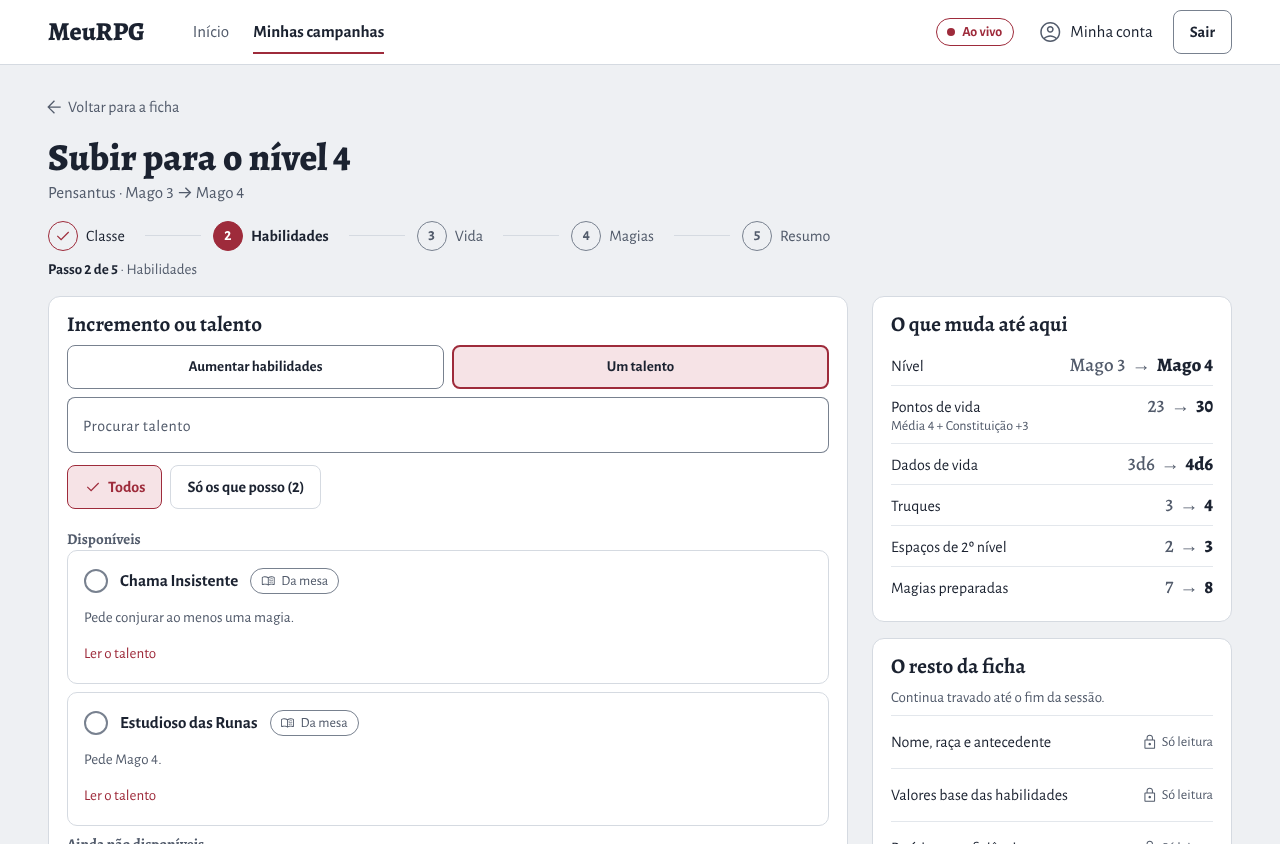 MeuRPG
Início
Minhas campanhas
Ao vivo
Minha conta
Sair
Voltar para a ficha
Subir para o nível 4
Pensantus · Mago 3 → Mago 4
Classe
2 Habilidades
3 Vida
4 Magias
5 Resumo
Passo 2 de 5 · Habilidades
Incremento ou talento
Aumentar habilidades
Um talento
Procurar talento
Todos
Só os que posso (2)
Disponíveis
Chama Insistente
Da mesa
Pede conjurar ao menos uma magia.
Ler o talento
Estudioso das Runas
Da mesa
Pede Mago 4.
Ler o talento
Ainda não disponíveis
O que muda até aqui
Nível Mago 3 → Mago 4
Pontos de vida 23 → 30
Média 4 + Constituição +3
Dados de vida 3d6 → 4d6
Truques 3 → 4
Espaços de 2º nível 2 → 3
Magias preparadas 7 → 8
O resto da ficha
Continua travado até o fim da sessão.
Nome, raça e antecedente Só leitura
Valores base das habilidades Só leitura